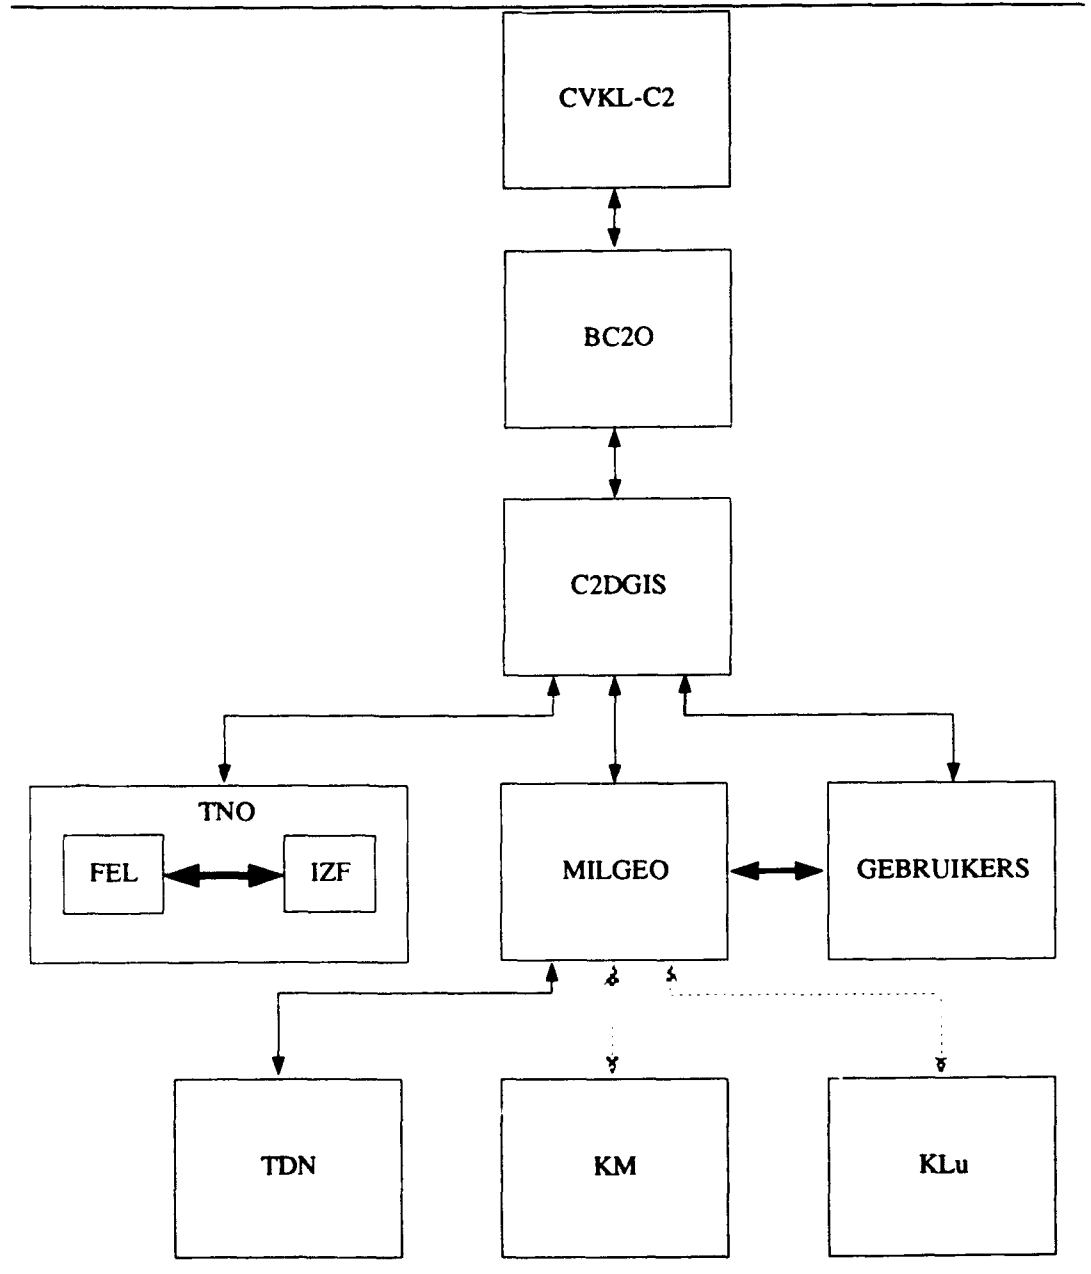 CVKL-C2
BC2O
C2DGIS
TNO
FEL
IZF
MILGEO
GEBRUIKERS
TDN
KM
KLu